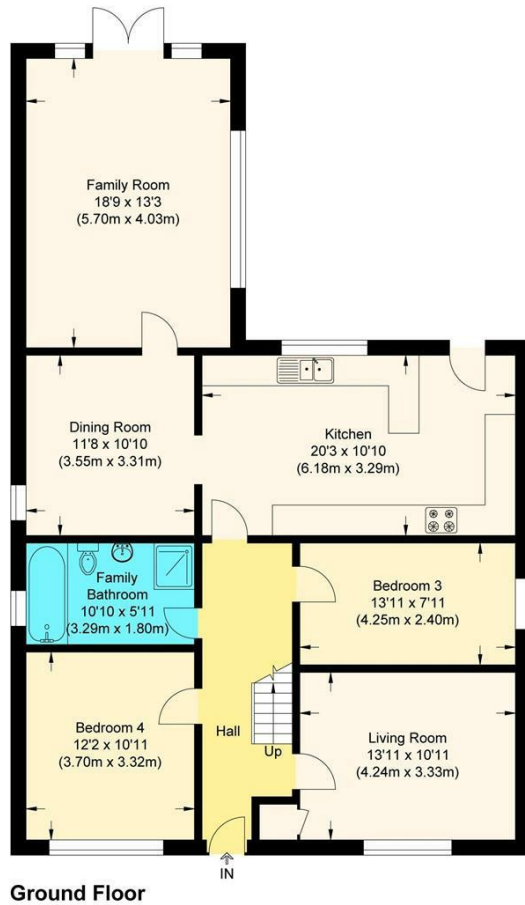 Family Room
18'9 x 13'3
(5.70m x 4.03m)
Dining Room
11'8 x 10'10
(3.55m x 3.31m)
Kitchen
20'3 x 10'10
(6.18m x 3.29m)
Family
Bathroom
10'10 x 5'11
(3.29m x 1.80m)
Bedroom 3
13'11 x 7'11
(4.25m x 2.40m)
Bedroom 4
12'2 x 10'11
(3.70m x 3.32m)
Hall
Up
Living Room
13'11 x 10'11
(4.24m x 3.33m)
IN
Ground Floor